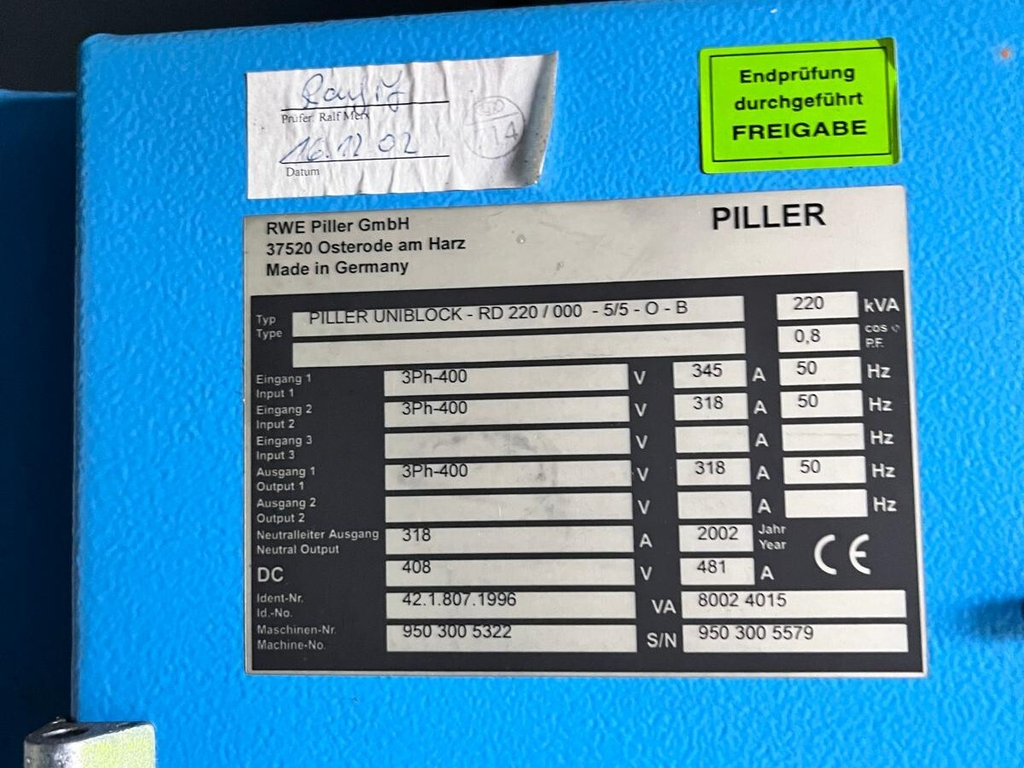 Prüfer: Ralf Merx
16.12.02
Datum
14
Endprüfung
durchgeführt
FREIGABE
RWE Piller GmbH
37520 Osterode am Harz
Made in Germany
PILLER
Typ
Type
PILLER UNIBLOCK - RD 220 / 000 - 5/5 - O - B
220 kVA
0,8 cos φ
P.F.
Eingang 1
Input 1
3Ph-400 V 345 A 50 Hz
Eingang 2
Input 2
3Ph-400 V 318 A 50 Hz
Eingang 3
Input 3
V A Hz
Ausgang 1
Output 1
3Ph-400 V 318 A 50 Hz
Ausgang 2
Output 2
V A Hz
Neutralleiter Ausgang
Neutral Output
318 A 2002 Jahr
Year
CE
DC 408 V 481 A
Ident-Nr.
Id.-No.
42.1.807.1996 VA 8002 4015
Maschinen-Nr.
Machine-No.
950 300 5322 S/N 950 300 5579